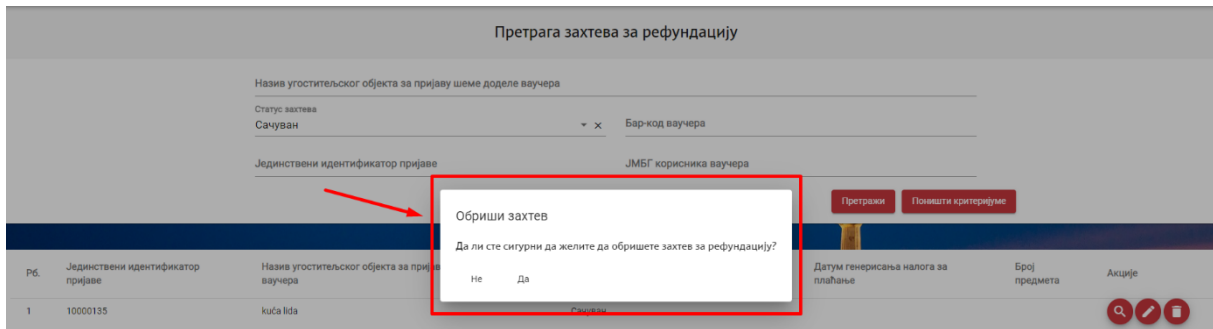 Претрага захтева за рефундацију
Назив угоститељског објекта за пријаву шеме доделе ваучера
Статус захтева
Сачуван
Бар-код ваучера
Јединствени идентификатор пријаве
ЈМБГ корисника ваучера
Претражи
Поништи критеријуме
Обриши захтев
Да ли сте сигурни да желите да обришете захтев за рефундацију?
Не
Да
Рб.
Јединствени идентификатор
пријаве
Назив угоститељског објекта за пријав
ваучера
Датум генерисања налога за
плаћање
Број
предмета
Акције
1
10000135
kuća lida
Сачуван